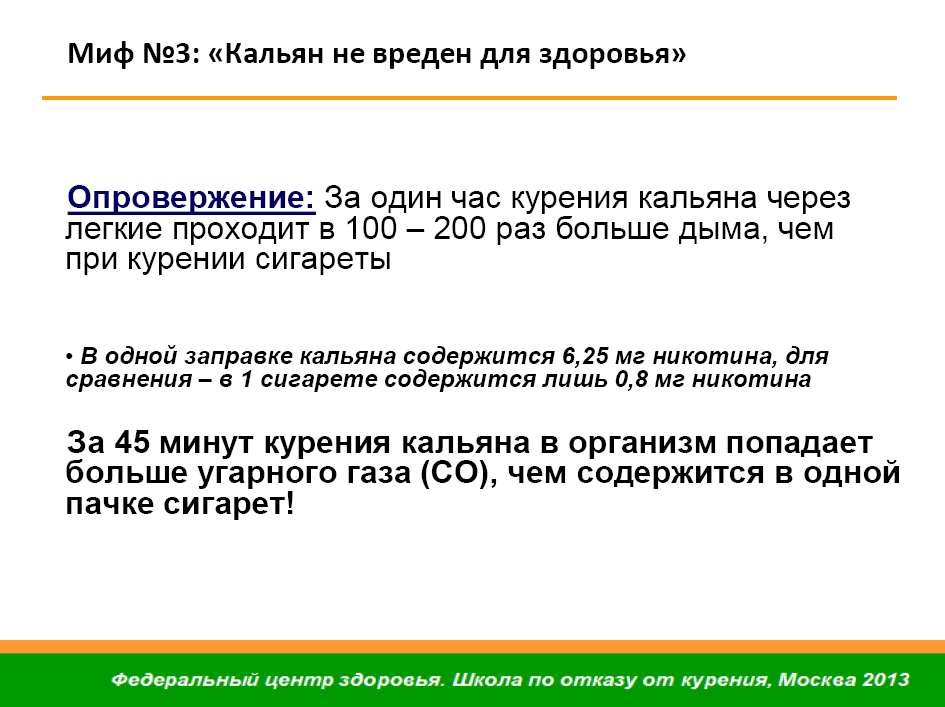 Миф №3: «Кальян не вреден для здоровья»
Опровержение: За один час курения кальяна через
легкие проходит в 100 – 200 раз больше дыма, чем
при курении сигареты
• В одной заправке кальяна содержится 6,25 мг никотина, для
сравнения – в 1 сигарете содержится лишь 0,8 мг никотина
За 45 минут курения кальяна в организм попадает
больше угарного газа (СО), чем содержится в одной
пачке сигарет!
Федеральный центр здоровья. Школа по отказу от курения, Москва 2013